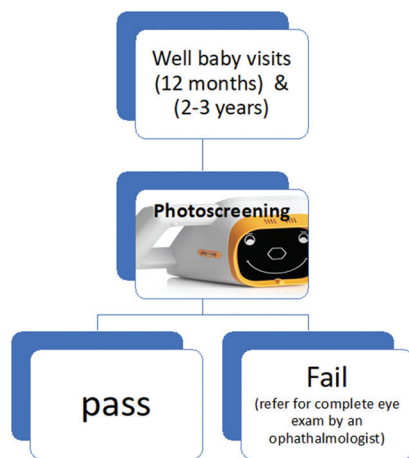 Well baby visits
(12 months) &
(2-3 years)
Photoscreening
pass
Fail
(refer for complete eye
exam by an
ophathalmologist)